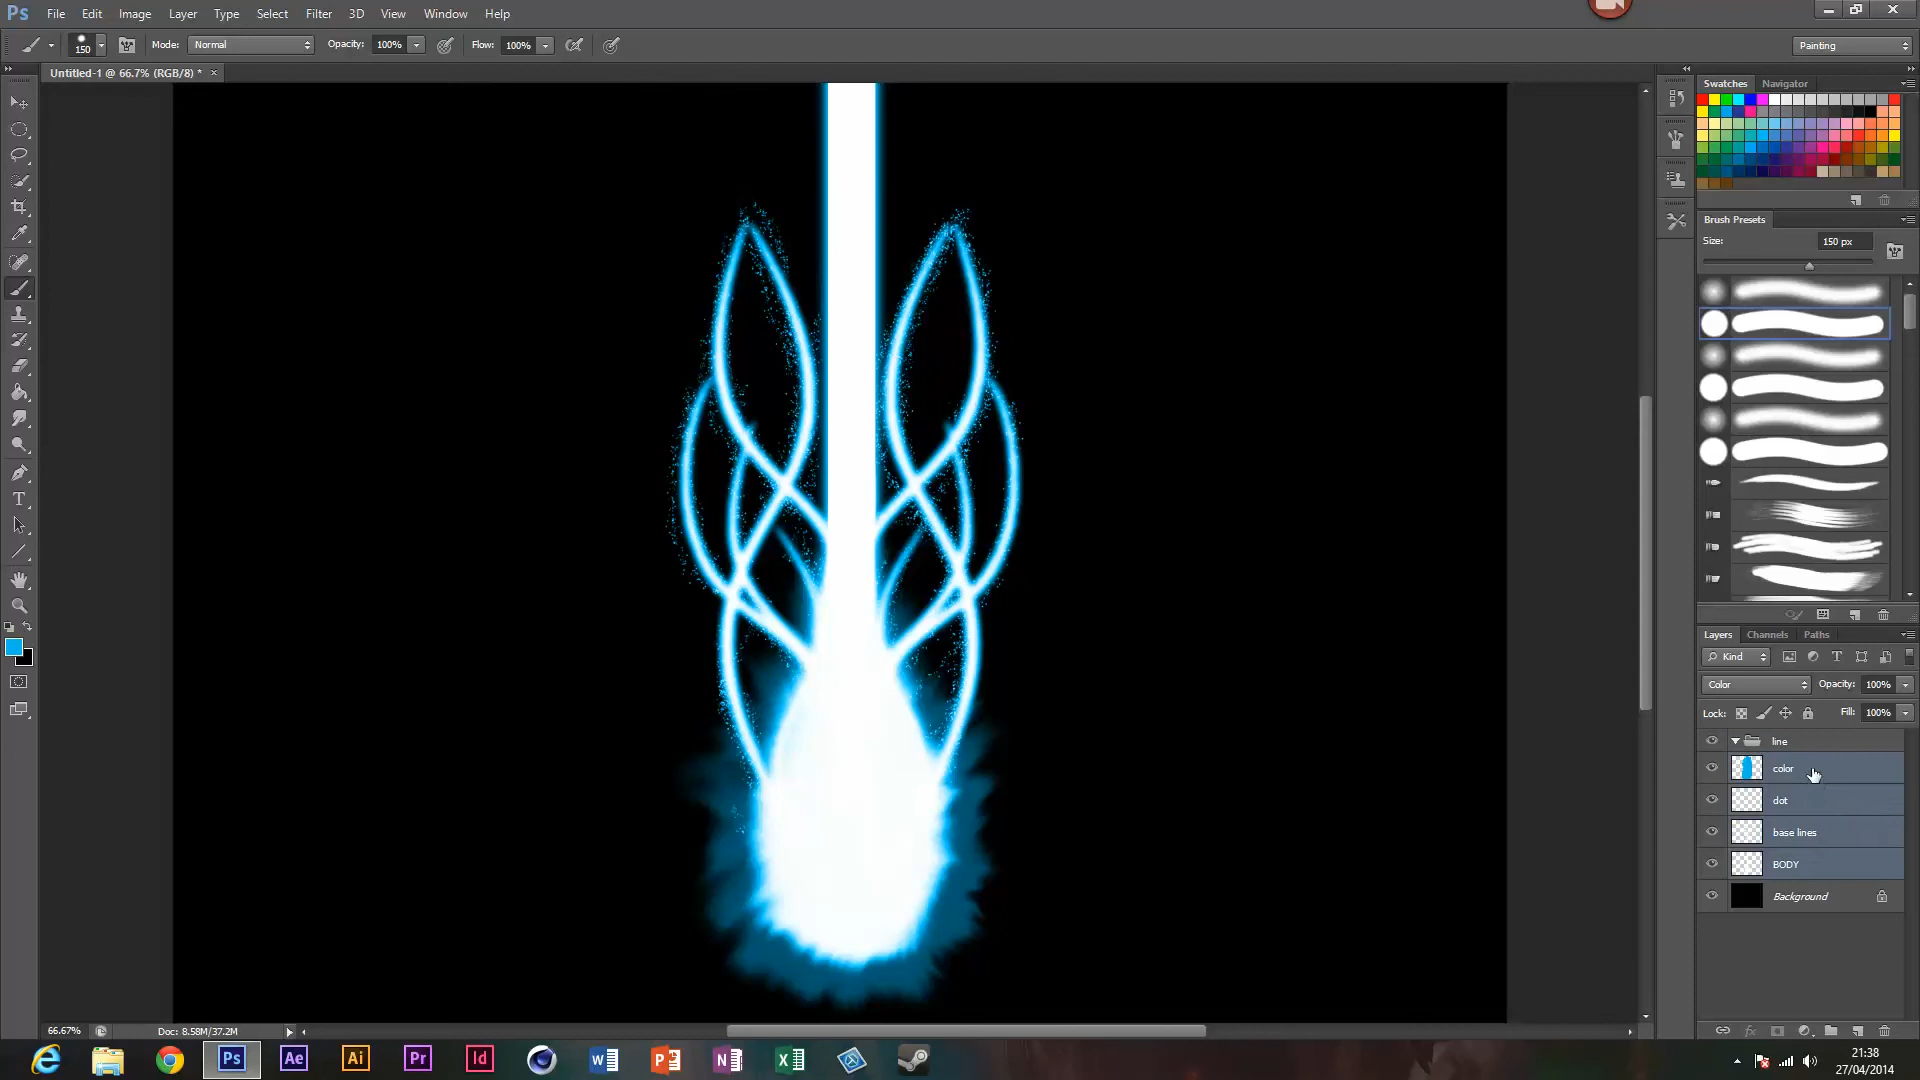 Ps File Edit Image Layer Type Select Filter 3D View Window Help
150 Mode: Normal Opacity: 100% Flow: 100% Painting
Untitled-1 @ 66.7% (RGB/8) * ×
Swatches Navigator
Brush Presets
Size: 150 px
Layers Channels Paths
Kind T
Color Opacity: 100%
Lock: Fill: 100%
line
color
dot
base lines
BODY
Background
66.67% Doc: 8.58M/37.2M
Ps Ae Ai Pr Id W P N X
21:38
27/04/2014